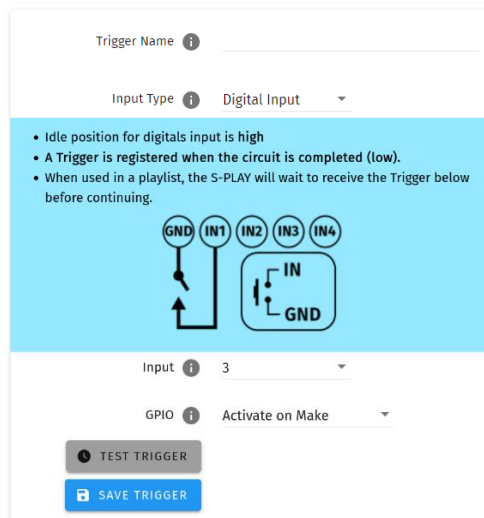 Trigger Name
Input Type Digital Input
• Idle position for digitals input is high
• A Trigger is registered when the circuit is completed (low).
• When used in a playlist, the S-PLAY will wait to receive the Trigger below
before continuing.
GND IN1 IN2 IN3 IN4
IN
GND
Input 3
GPIO Activate on Make
TEST TRIGGER
SAVE TRIGGER